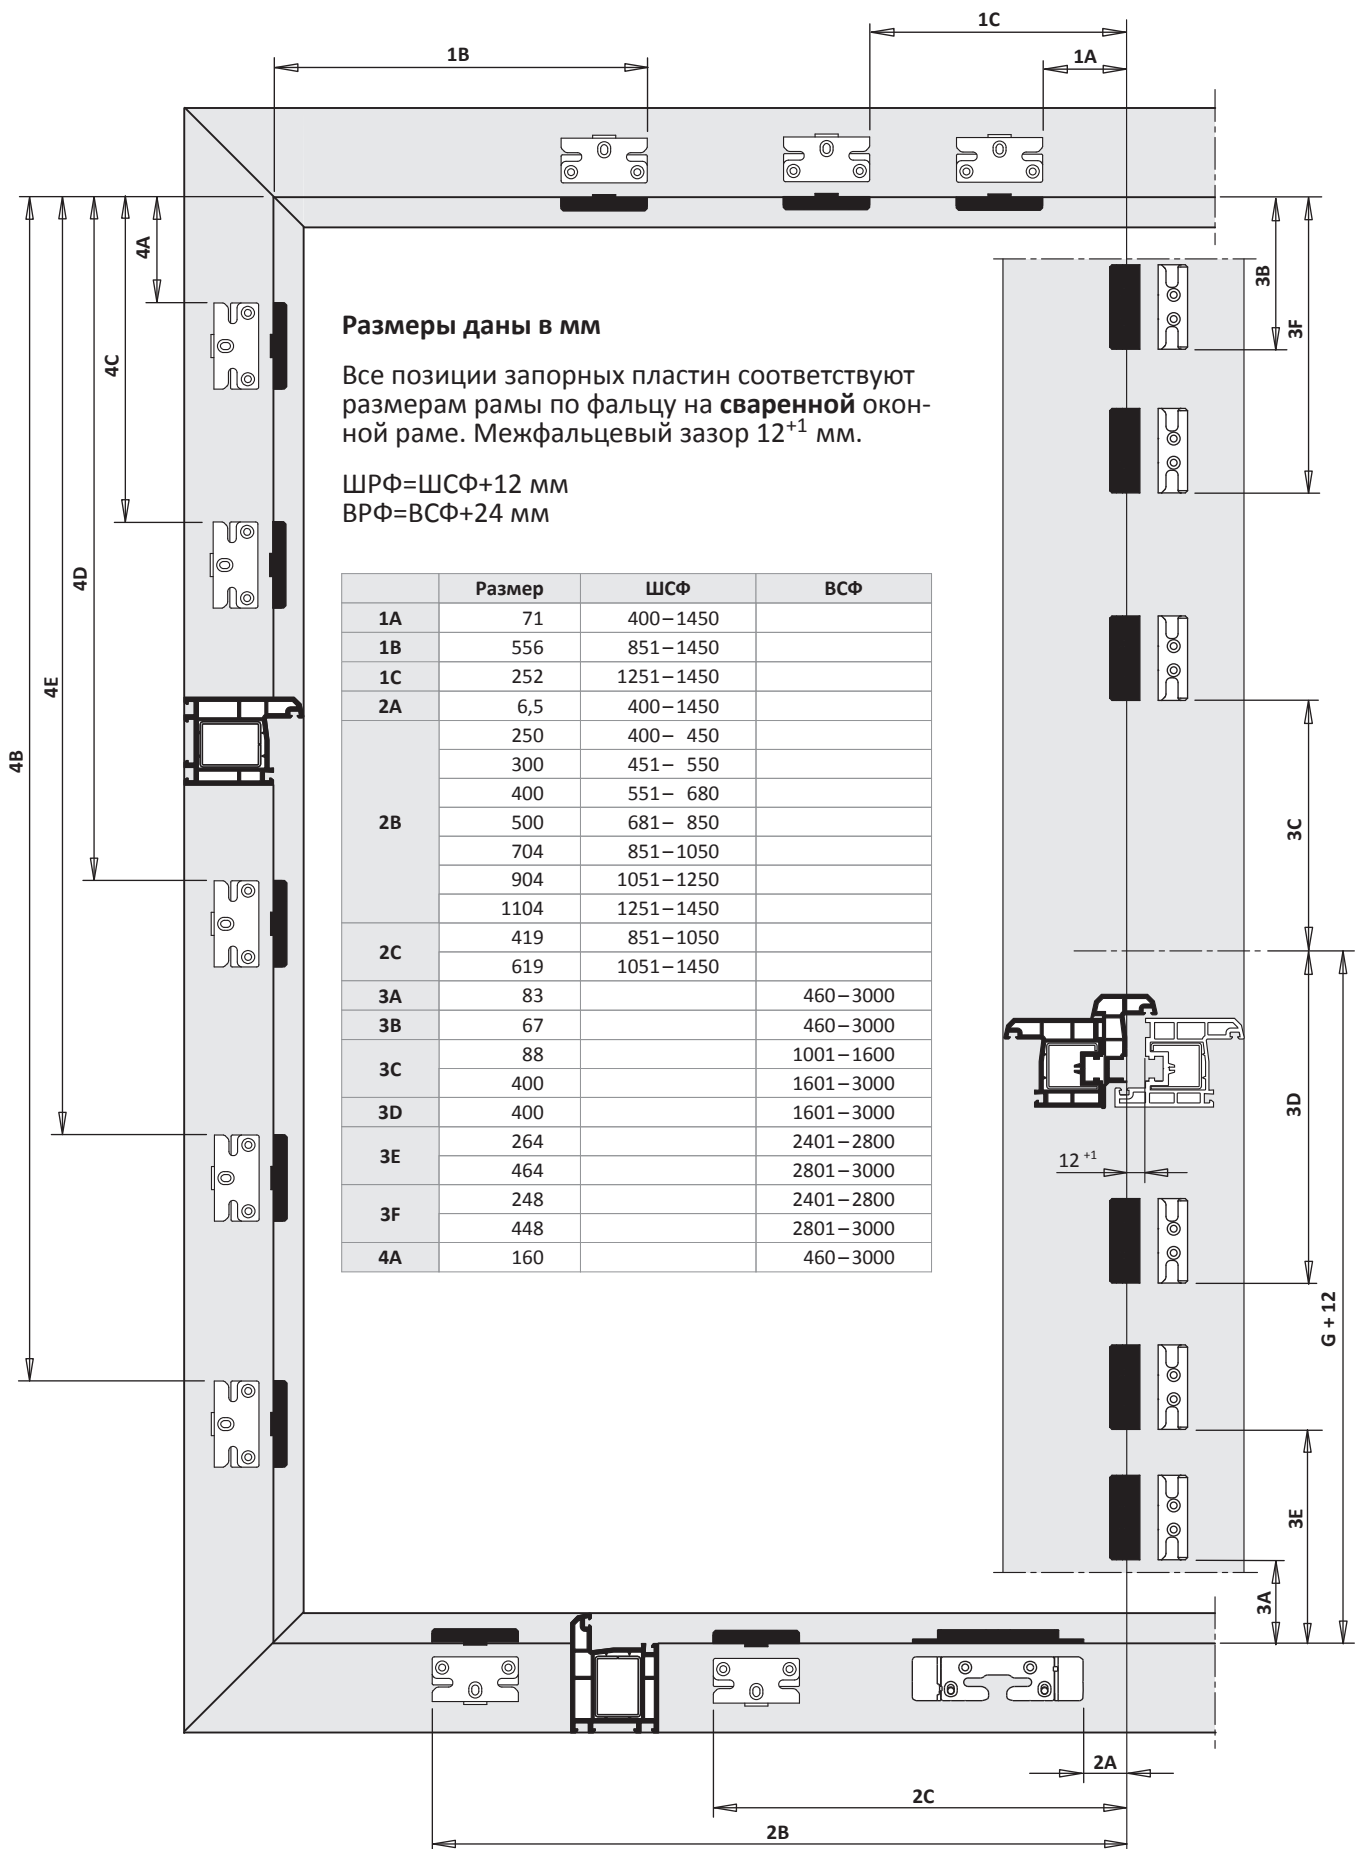 1C
1B
1A
4A
3B
3F
4C
Размеры даны в мм
Все позиции запорных пластин соответствуют
размерам рамы по фальцу на сваренной окон-
ной раме. Межфальцевый зазор 12+1 мм.
ШРФ=ШСФ+12 мм
ВРФ=ВСФ+24 мм
4D
4E
4B
Размер ШСФ ВСФ
1A 71 400–1450
1B 556 851–1450
1C 252 1251–1450
2A 6,5 400–1450
2B 250 400– 450
300 451– 550
400 551– 680
500 681– 850
704 851–1050
904 1051–1250
1104 1251–1450
2C 419 851–1050
619 1051–1450
3A 83 460–3000
3B 67 460–3000
3C 88 1001–1600
400 1601–3000
3D 400 1601–3000
3E 264 2401–2800
464 2801–3000
3F 248 2401–2800
448 2801–3000
4A 160 460–3000
3C
3D
12 +1
G + 12
3E
3A
2A
2C
2B